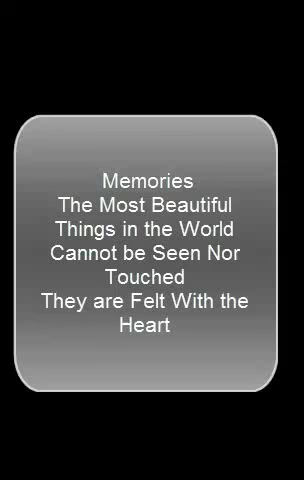 Memories
The Most Beautiful
Things in the World
Cannot be Seen Nor
Touched
They are Felt With the
Heart